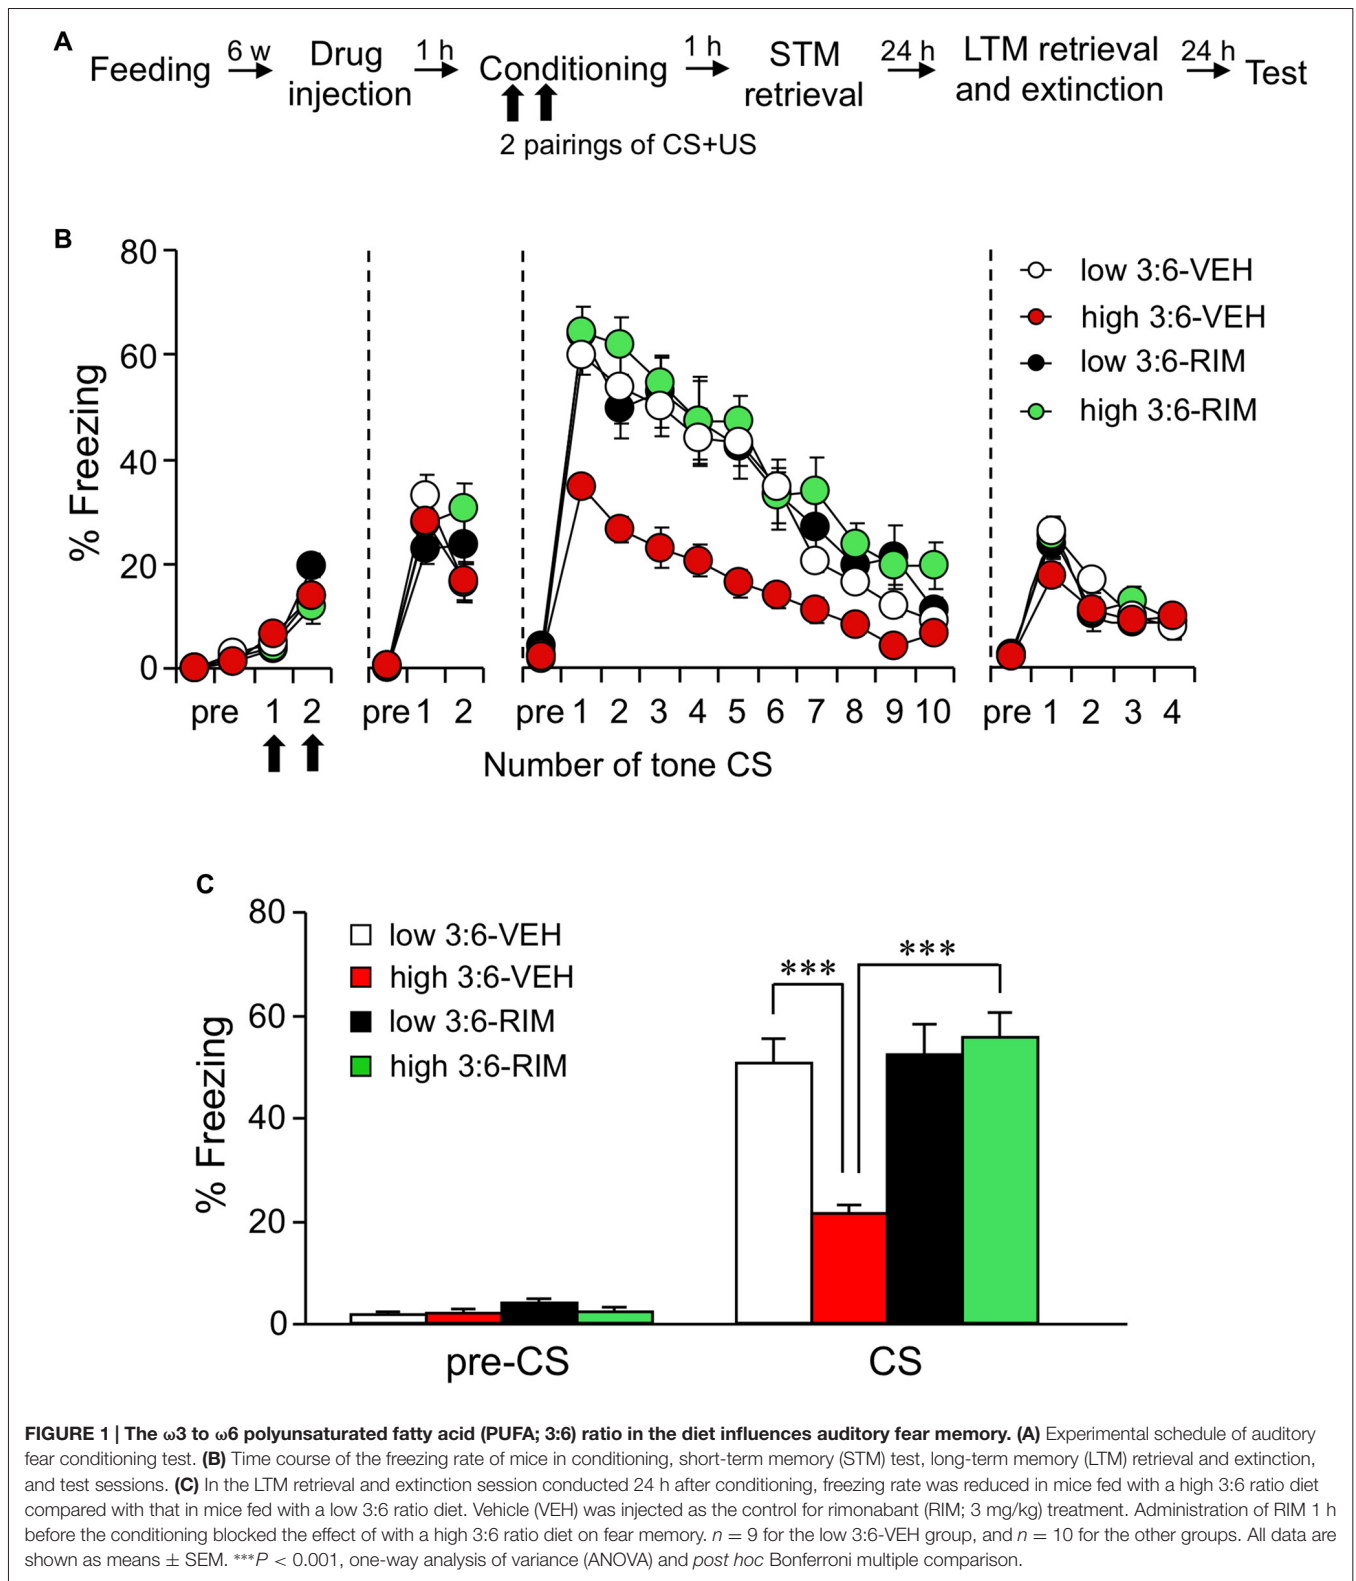 A
Feeding 6 w Drug injection 1 h Conditioning 1 h STM retrieval 24 h LTM retrieval and extinction 24 h Test
2 pairings of CS+US
B
% Freezing
80
60
40
20
0
low 3:6-VEH
high 3:6-VEH
low 3:6-RIM
high 3:6-RIM
pre 1 2 pre 1 2 pre 1 2 3 4 5 6 7 8 9 10 pre 1 2 3 4
Number of tone CS
C
% Freezing
80
60
40
20
0
low 3:6-VEH
high 3:6-VEH
low 3:6-RIM
high 3:6-RIM
*** ***
pre-CS CS
FIGURE 1 | The ω3 to ω6 polyunsaturated fatty acid (PUFA; 3:6) ratio in the diet influences auditory fear memory. (A) Experimental schedule of auditory
fear conditioning test. (B) Time course of the freezing rate of mice in conditioning, short-term memory (STM) test, long-term memory (LTM) retrieval and extinction,
and test sessions. (C) In the LTM retrieval and extinction session conducted 24 h after conditioning, freezing rate was reduced in mice fed with a high 3:6 ratio diet
compared with that in mice fed with a low 3:6 ratio diet. Vehicle (VEH) was injected as the control for rimonabant (RIM; 3 mg/kg) treatment. Administration of RIM 1 h
before the conditioning blocked the effect of with a high 3:6 ratio diet on fear memory. n = 9 for the low 3:6-VEH group, and n = 10 for the other groups. All data are
shown as means ± SEM. ***P < 0.001, one-way analysis of variance (ANOVA) and post hoc Bonferroni multiple comparison.